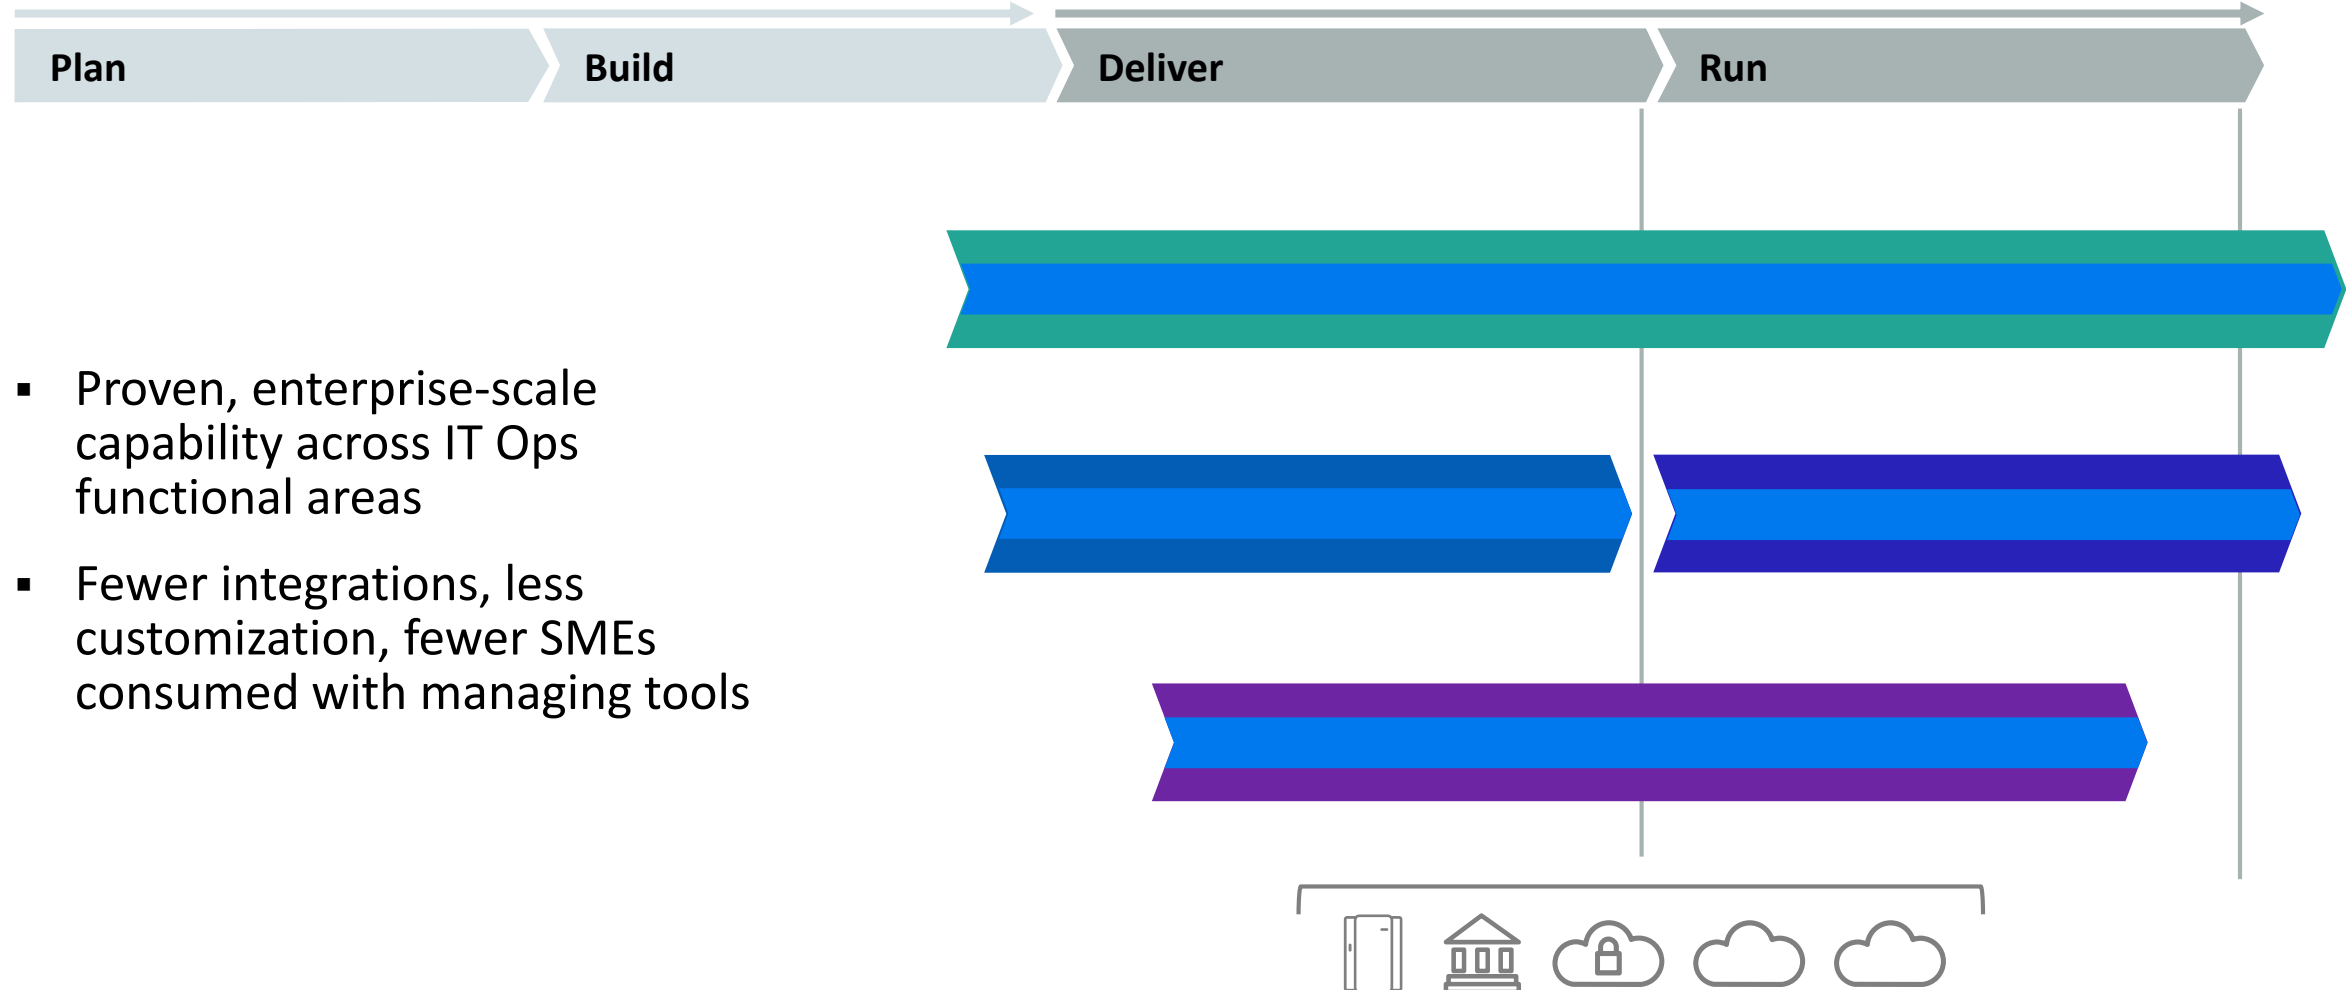 Plan
Build
Deliver
Run
▪ Proven, enterprise-scale
capability across IT Ops
functional areas
▪ Fewer integrations, less
customization, fewer SMEs
consumed with managing tools